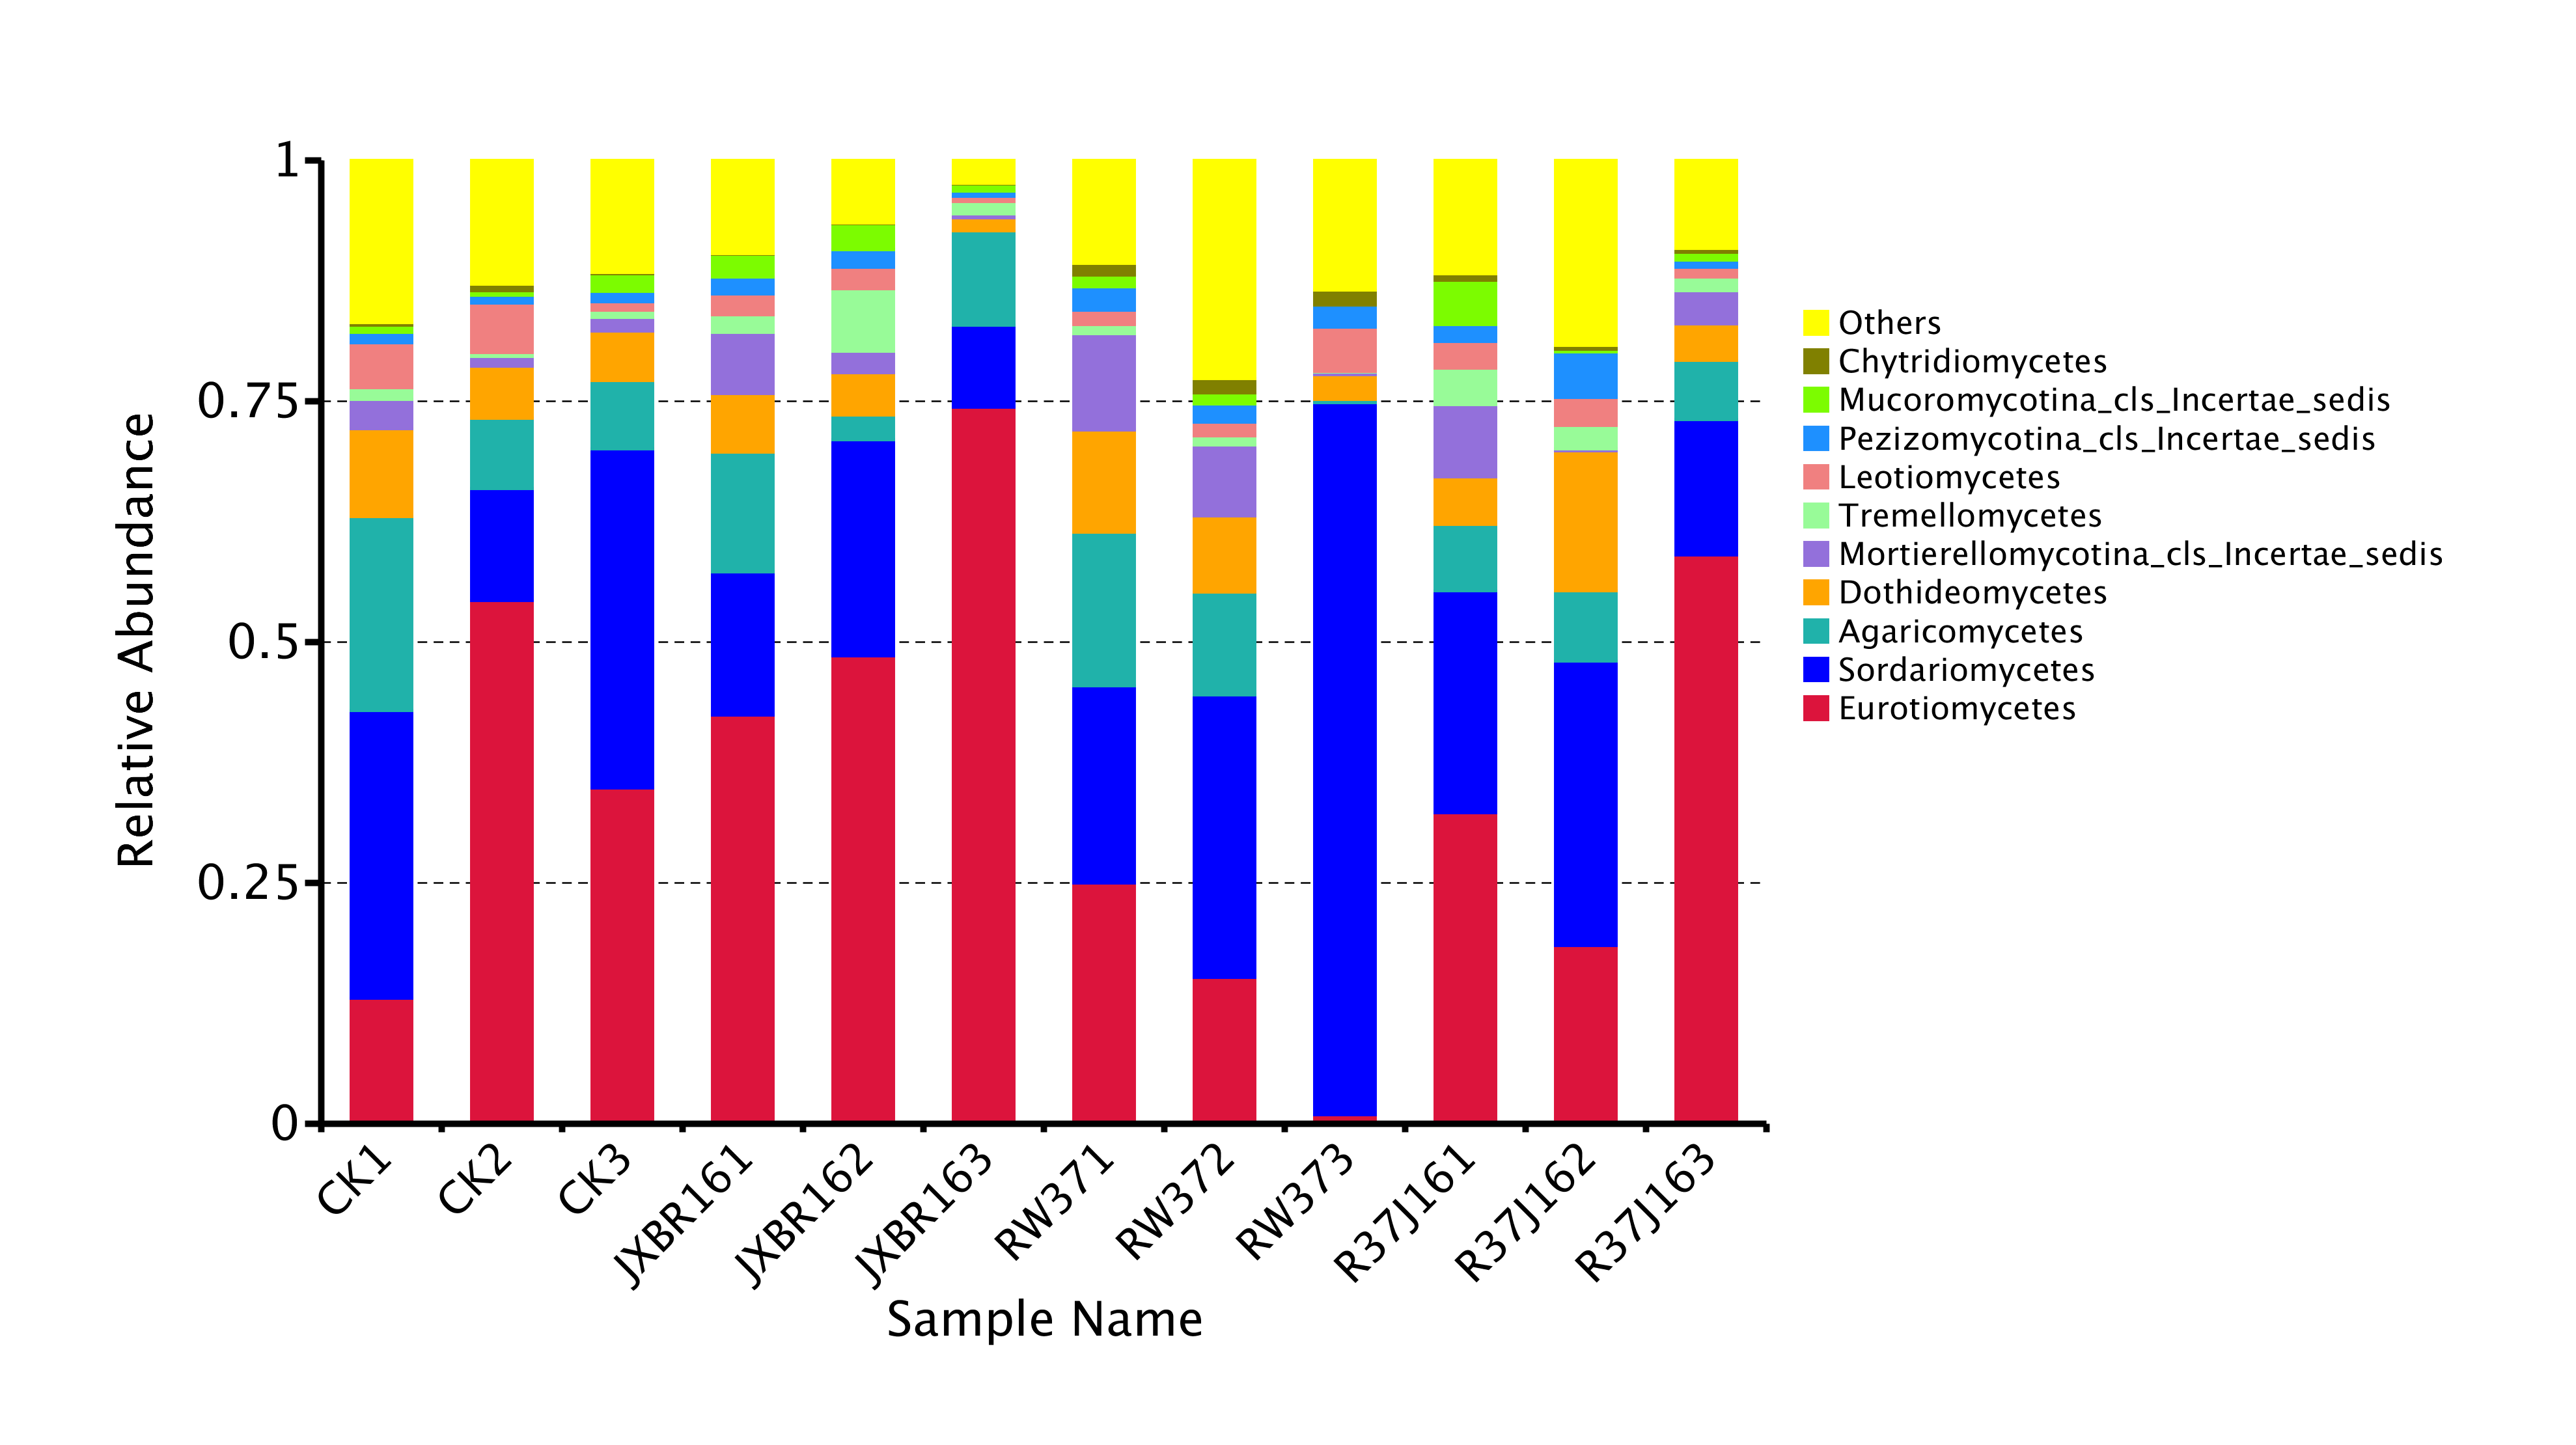 1
0.75
0.5
0.25
0
Relative Abundance
CK1
CK2
CK3
JXBR161
JXBR162
JXBR163
RW371
RW372
RW373
R37J161
R37J162
R37J163
Sample Name
Others
Chytridiomycetes
Mucoromycotina_cls_Incertae_sedis
Pezizomycotina_cls_Incertae_sedis
Leotiomycetes
Tremellomycetes
Mortierellomycotina_cls_Incertae_sedis
Dothideomycetes
Agaricomycetes
Sordariomycetes
Eurotiomycetes